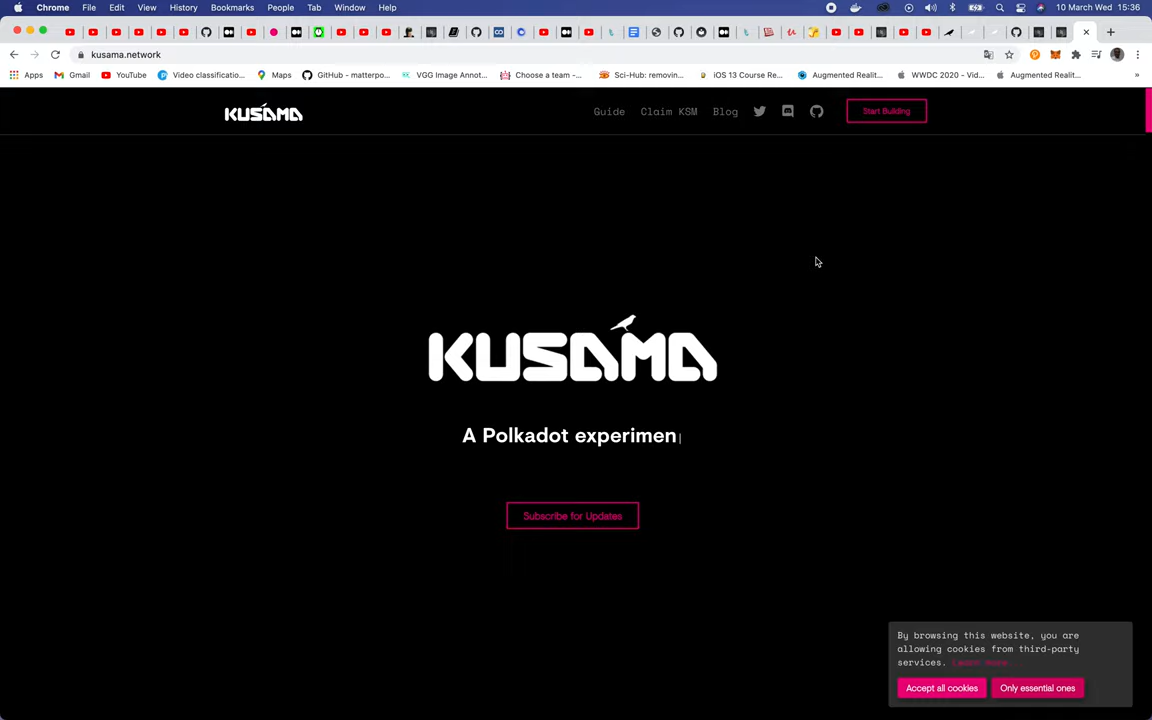 Chrome File Edit View History Bookmarks People Tab Window Help 10 March Wed 15:36
kusama.network
Apps Gmail YouTube Video classificatio... Maps GitHub - matterpo... VGG Image Annot... Choose a team -... Sci-Hub: removin... iOS 13 Course Re... Augmented Realit... WWDC 2020 - Vid... Augmented Realit... »
KUSAMA Guide Claim KSM Blog Start Building
KUSAMA
A Polkadot experimen
Subscribe for Updates
By browsing this website, you are
allowing cookies from third-party
services. Learn more...
Accept all cookies Only essential ones